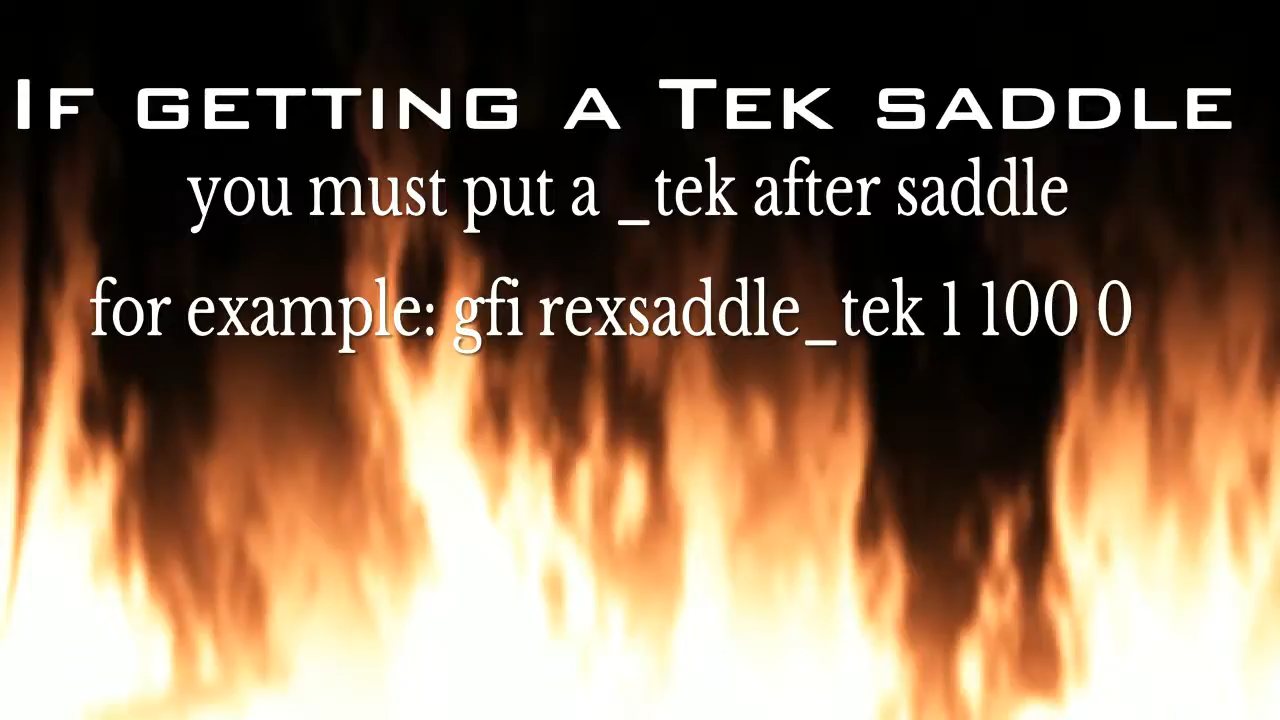 If getting a Tek saddle
you must put a _tek after saddle
for example: gfi rexsaddle_tek 1 100 0